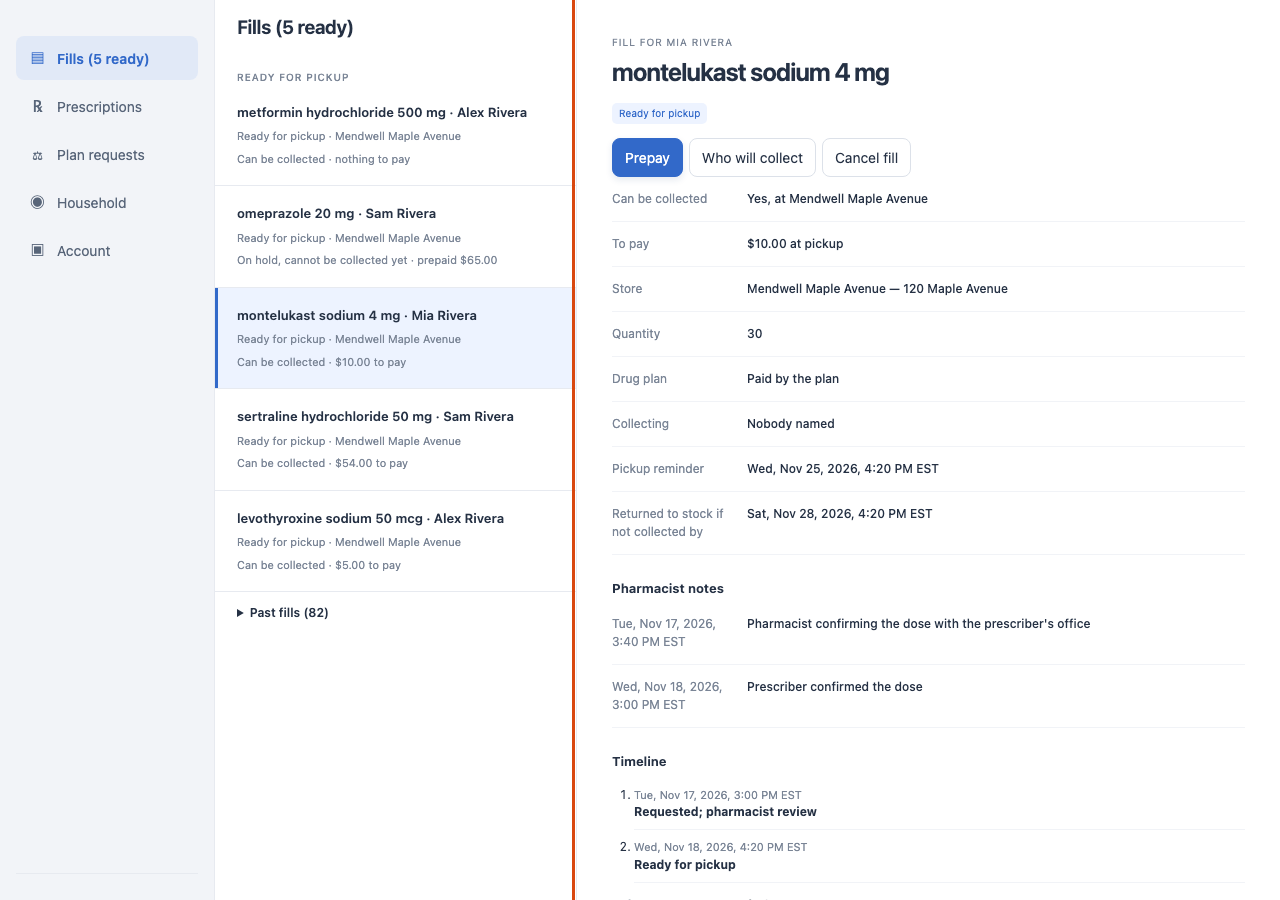 Fills (5 ready)
Prescriptions
Plan requests
Household
Account
Fills (5 ready)
READY FOR PICKUP
metformin hydrochloride 500 mg · Alex Rivera
Ready for pickup · Mendwell Maple Avenue
Can be collected · nothing to pay
omeprazole 20 mg · Sam Rivera
Ready for pickup · Mendwell Maple Avenue
On hold, cannot be collected yet · prepaid $65.00
montelukast sodium 4 mg · Mia Rivera
Ready for pickup · Mendwell Maple Avenue
Can be collected · $10.00 to pay
sertraline hydrochloride 50 mg · Sam Rivera
Ready for pickup · Mendwell Maple Avenue
Can be collected · $54.00 to pay
levothyroxine sodium 50 mcg · Alex Rivera
Ready for pickup · Mendwell Maple Avenue
Can be collected · $5.00 to pay
Past fills (82)
FILL FOR MIA RIVERA
montelukast sodium 4 mg
Ready for pickup
Prepay
Who will collect
Cancel fill
Can be collected Yes, at Mendwell Maple Avenue
To pay $10.00 at pickup
Store Mendwell Maple Avenue — 120 Maple Avenue
Quantity 30
Drug plan Paid by the plan
Collecting Nobody named
Pickup reminder Wed, Nov 25, 2026, 4:20 PM EST
Returned to stock if Sat, Nov 28, 2026, 4:20 PM EST
not collected by
Pharmacist notes
Tue, Nov 17, 2026, Pharmacist confirming the dose with the prescriber's office
3:40 PM EST
Wed, Nov 18, 2026, Prescriber confirmed the dose
3:00 PM EST
Timeline
1. Tue, Nov 17, 2026, 3:00 PM EST
Requested; pharmacist review
2. Wed, Nov 18, 2026, 4:20 PM EST
Ready for pickup